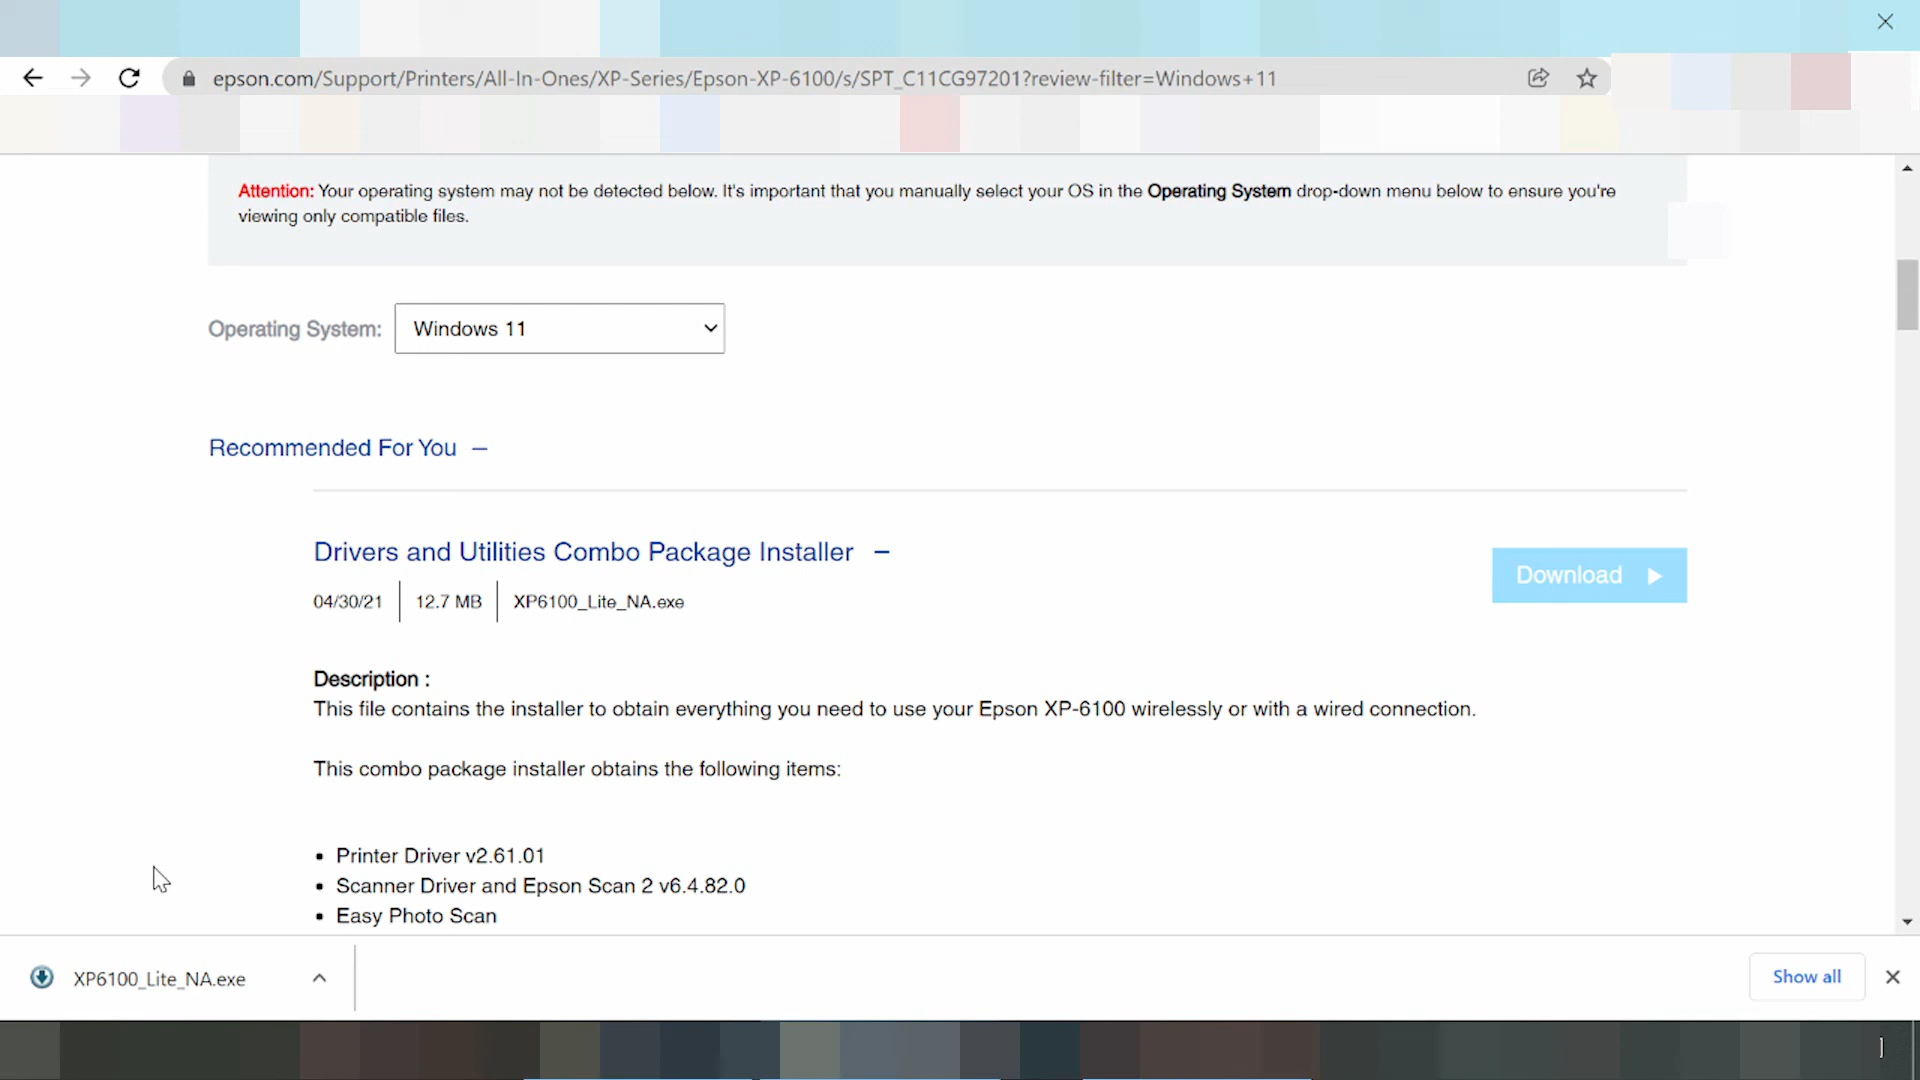 epson.com/Support/Printers/All-In-Ones/XP-Series/Epson-XP-6100/s/SPT_C11CG97201?review-filter=Windows+11
Attention: Your operating system may not be detected below. It's important that you manually select your OS in the Operating System drop-down menu below to ensure you're
viewing only compatible files.
Operating System: Windows 11
Recommended For You –
Drivers and Utilities Combo Package Installer –
Download
04/30/21 | 12.7 MB | XP6100_Lite_NA.exe
Description :
This file contains the installer to obtain everything you need to use your Epson XP-6100 wirelessly or with a wired connection.
This combo package installer obtains the following items:
• Printer Driver v2.61.01
• Scanner Driver and Epson Scan 2 v6.4.82.0
• Easy Photo Scan
XP6100_Lite_NA.exe
Show all